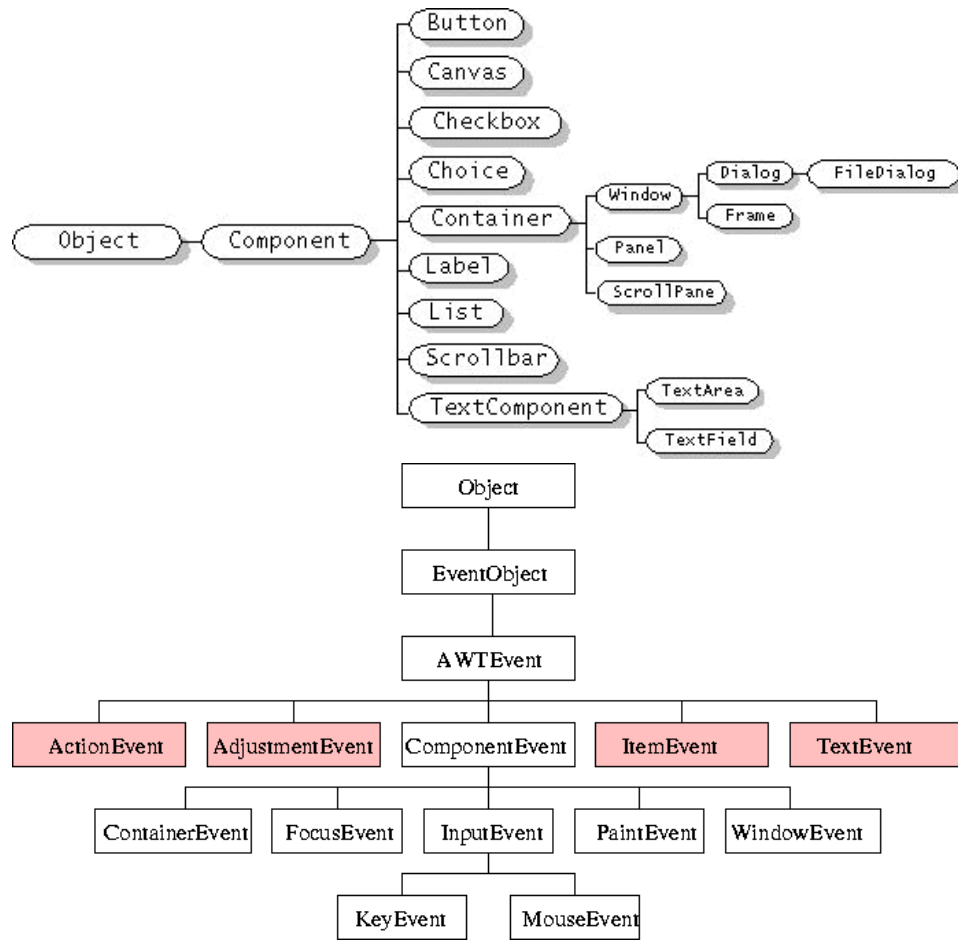 Button
Canvas
Checkbox
Choice
Window
Dialog
FileDialog
Container
Frame
Object
Component
Panel
Label
ScrollPane
List
Scrollbar
TextComponent
TextArea
TextField
Object
EventObject
AWTEvent
ActionEvent
AdjustmentEvent
ComponentEvent
ItemEvent
TextEvent
ContainerEvent
FocusEvent
InputEvent
PaintEvent
WindowEvent
KeyEvent
MouseEvent